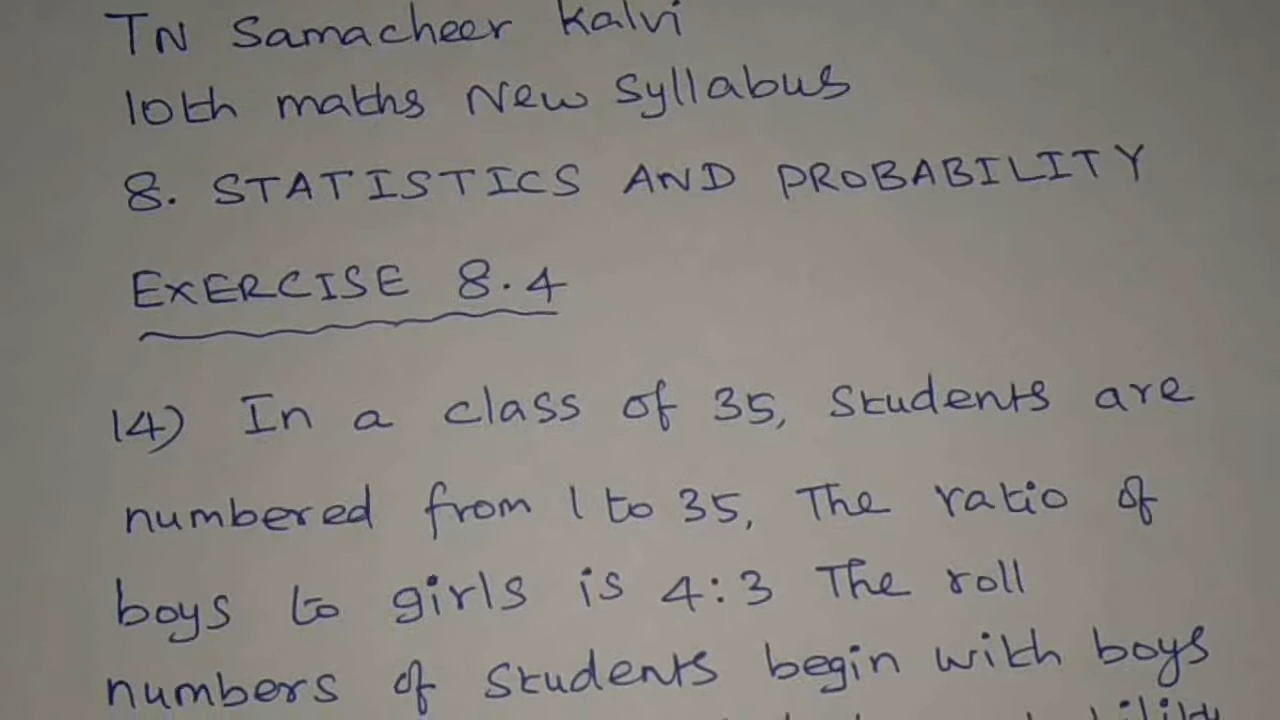 TN Samacheer Kalvi
10th maths New Syllabus
8. STATISTICS AND PROBABILITY
EXERCISE 8.4
14) In a class of 35, Students are
numbered from 1 to 35, The ratio of
boys to girls is 4:3 The roll
numbers of Students begin with boys